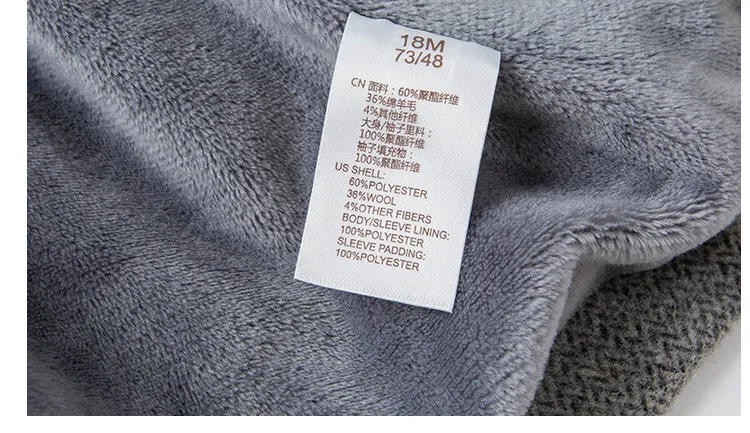 18M
73/48
CN 面料：60%聚酯纤维
36%绵羊毛
4%其他纤维
大身/袖子里料：
100%聚酯纤维
袖子填充物：
100%聚酯纤维
US SHELL:
60%POLYESTER
36%WOOL
4%OTHER FIBERS
BODY/SLEEVE LINING:
100%POLYESTER
SLEEVE PADDING:
100%POLYESTER